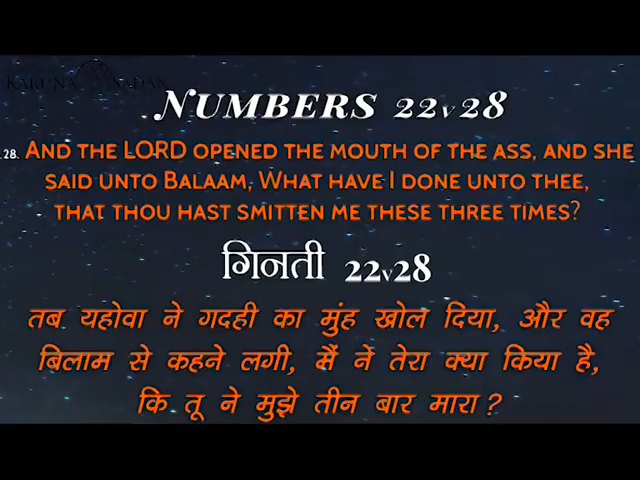 KARUNA SADAN
NUMBERS 22V28
28. AND THE LORD OPENED THE MOUTH OF THE ASS, AND SHE
SAID UNTO BALAAM, WHAT HAVE I DONE UNTO THEE,
THAT THOU HAST SMITTEN ME THESE THREE TIMES?
गिनती 22v28
तब यहोवा ने गदही का मुंह खोल दिया, और वह
बिलाम से कहने लगी, मैं ने तेरा क्या किया है,
कि तू ने मुझे तीन बार मारा ?